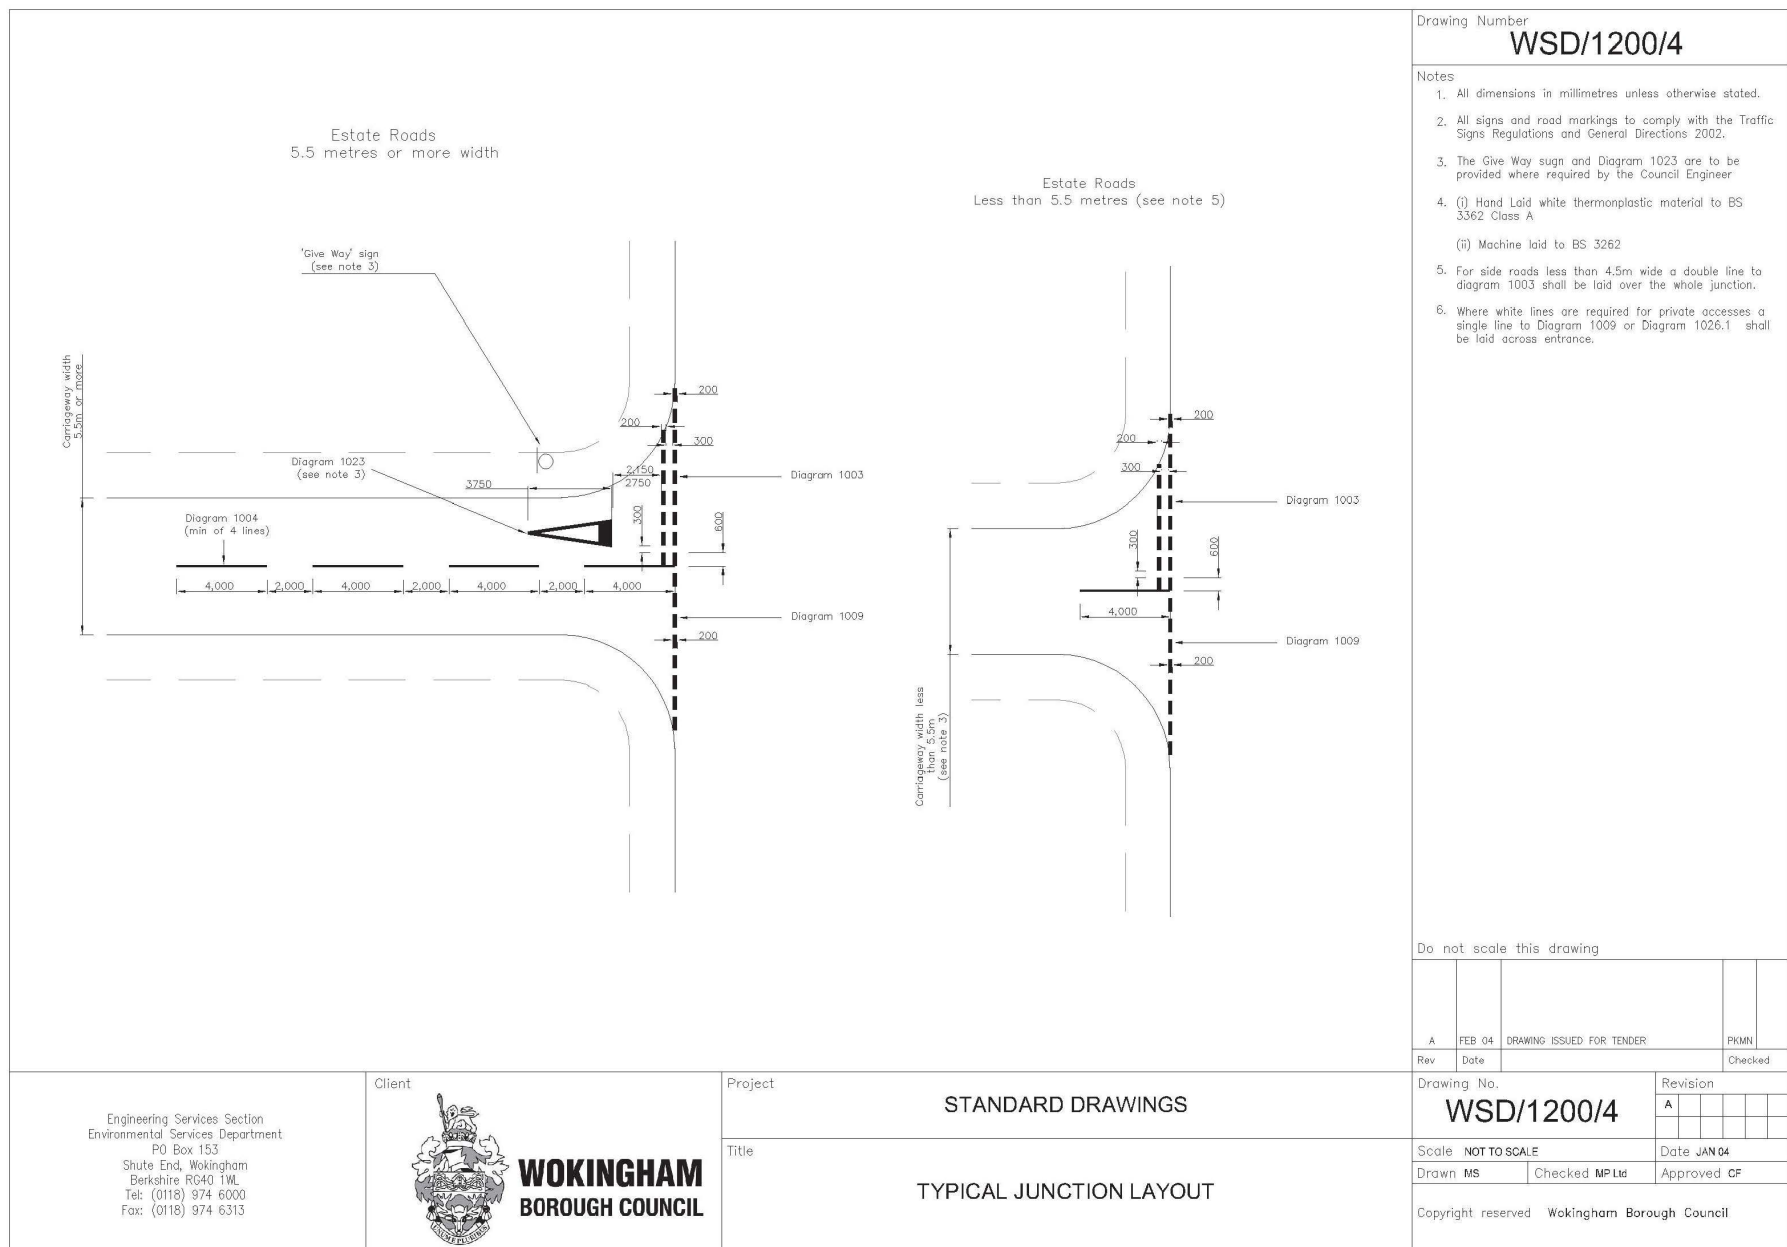 Drawing Number
WSD/1200/4
Notes
1. All dimensions in millimetres unless otherwise stated.
2. All signs and road markings to comply with the Traffic
Signs Regulations and General Directions 2002.
3. The Give Way sugn and Diagram 1023 are to be
provided where required by the Council Engineer
4. (i) Hand Laid white thermonplastic material to BS
3362 Class A
(ii) Machine laid to BS 3262
5. For side roads less than 4.5m wide a double line to
diagram 1003 shall be laid over the whole junction.
6. Where white lines are required for private accesses a
single line to Diagram 1009 or Diagram 1026.1 shall
be laid across entrance.
Estate Roads
5.5 metres or more width
'Give Way' sign
(see note 3)
Carriageway width
5.5m or more
Diagram 1023
(see note 3)
Diagram 1004
(min of 4 lines)
200
200
300
2,150
2750
3750
300
600
Diagram 1003
4,000
2,000
4,000
2,000
4,000
2,000
4,000
Diagram 1009
200
Estate Roads
Less than 5.5 metres (see note 5)
200
200
300
Diagram 1003
300
600
4,000
Diagram 1009
200
Carriageway width less
than 5.5m
(see note 3)
Do not scale this drawing
A FEB 04 DRAWING ISSUED FOR TENDER PKMN
Rev Date Checked
Engineering Services Section
Environmental Services Department
PO Box 153
Shute End, Wokingham
Berkshire RG40 1WL
Tel: (0118) 974 6000
Fax: (0118) 974 6313
Client
WOKINGHAM
BOROUGH COUNCIL
Project
STANDARD DRAWINGS
Title
TYPICAL JUNCTION LAYOUT
Drawing No.
WSD/1200/4
Revision
A
Scale NOT TO SCALE
Date JAN 04
Drawn MS
Checked MP Ltd
Approved CF
Copyright reserved Wokingham Borough Council